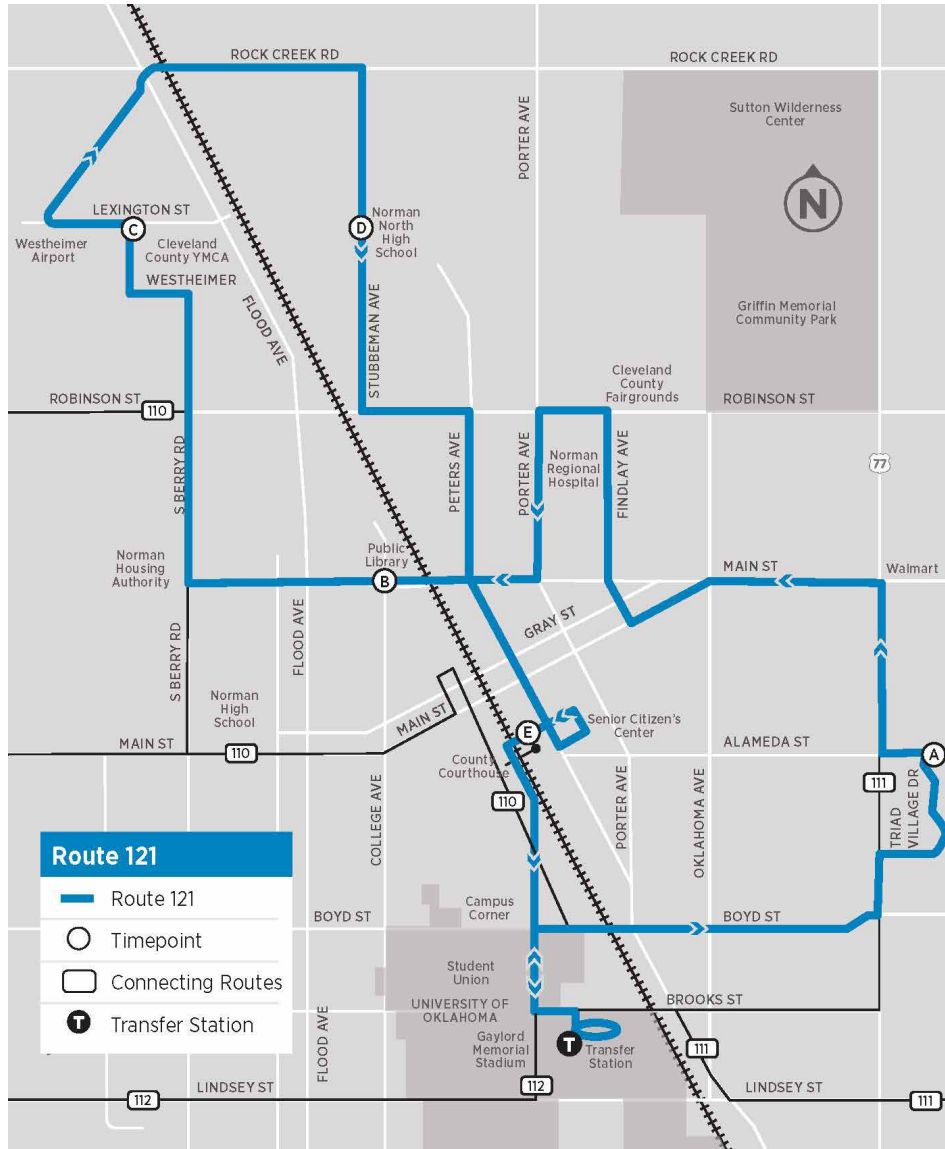 ROCK CREEK RD
ROCK CREEK RD
Sutton Wilderness
Center
PORTER AVE
N
LEXINGTON ST
C
D
Norman
North
High
School
Westheimer
Airport
Cleveland
County YMCA
WESTHEIMER
FLOOD AVE
STUBBEMAN AVE
Griffin Memorial
Community Park
Cleveland
County
Fairgrounds
ROBINSON ST
110
ROBINSON ST
S BERRY RD
PETERS AVE
PORTER AVE
Norman
Regional
Hospital
FINDLAY AVE
77
Norman
Housing
Authority
Public
Library
B
MAIN ST
Walmart
GRAY ST
S BERRY RD
FLOOD AVE
Norman
High
School
MAIN ST
Senior Citizen's
Center
E
MAIN ST
110
County
Courthouse
ALAMEDA ST
A
110
111
TRIAD
VILLAGE DR
COLLEGE AVE
PORTER AVE
OKLAHOMA AVE
Route 121
Route 121
Timepoint
Connecting Routes
T
Transfer Station
BOYD ST
Campus
Corner
BOYD ST
Student
Union
UNIVERSITY OF
OKLAHOMA
BROOKS ST
FLOOD AVE
Gaylord
Memorial
Stadium
T
Transfer
Station
111
112
LINDSEY ST
112
LINDSEY ST
111